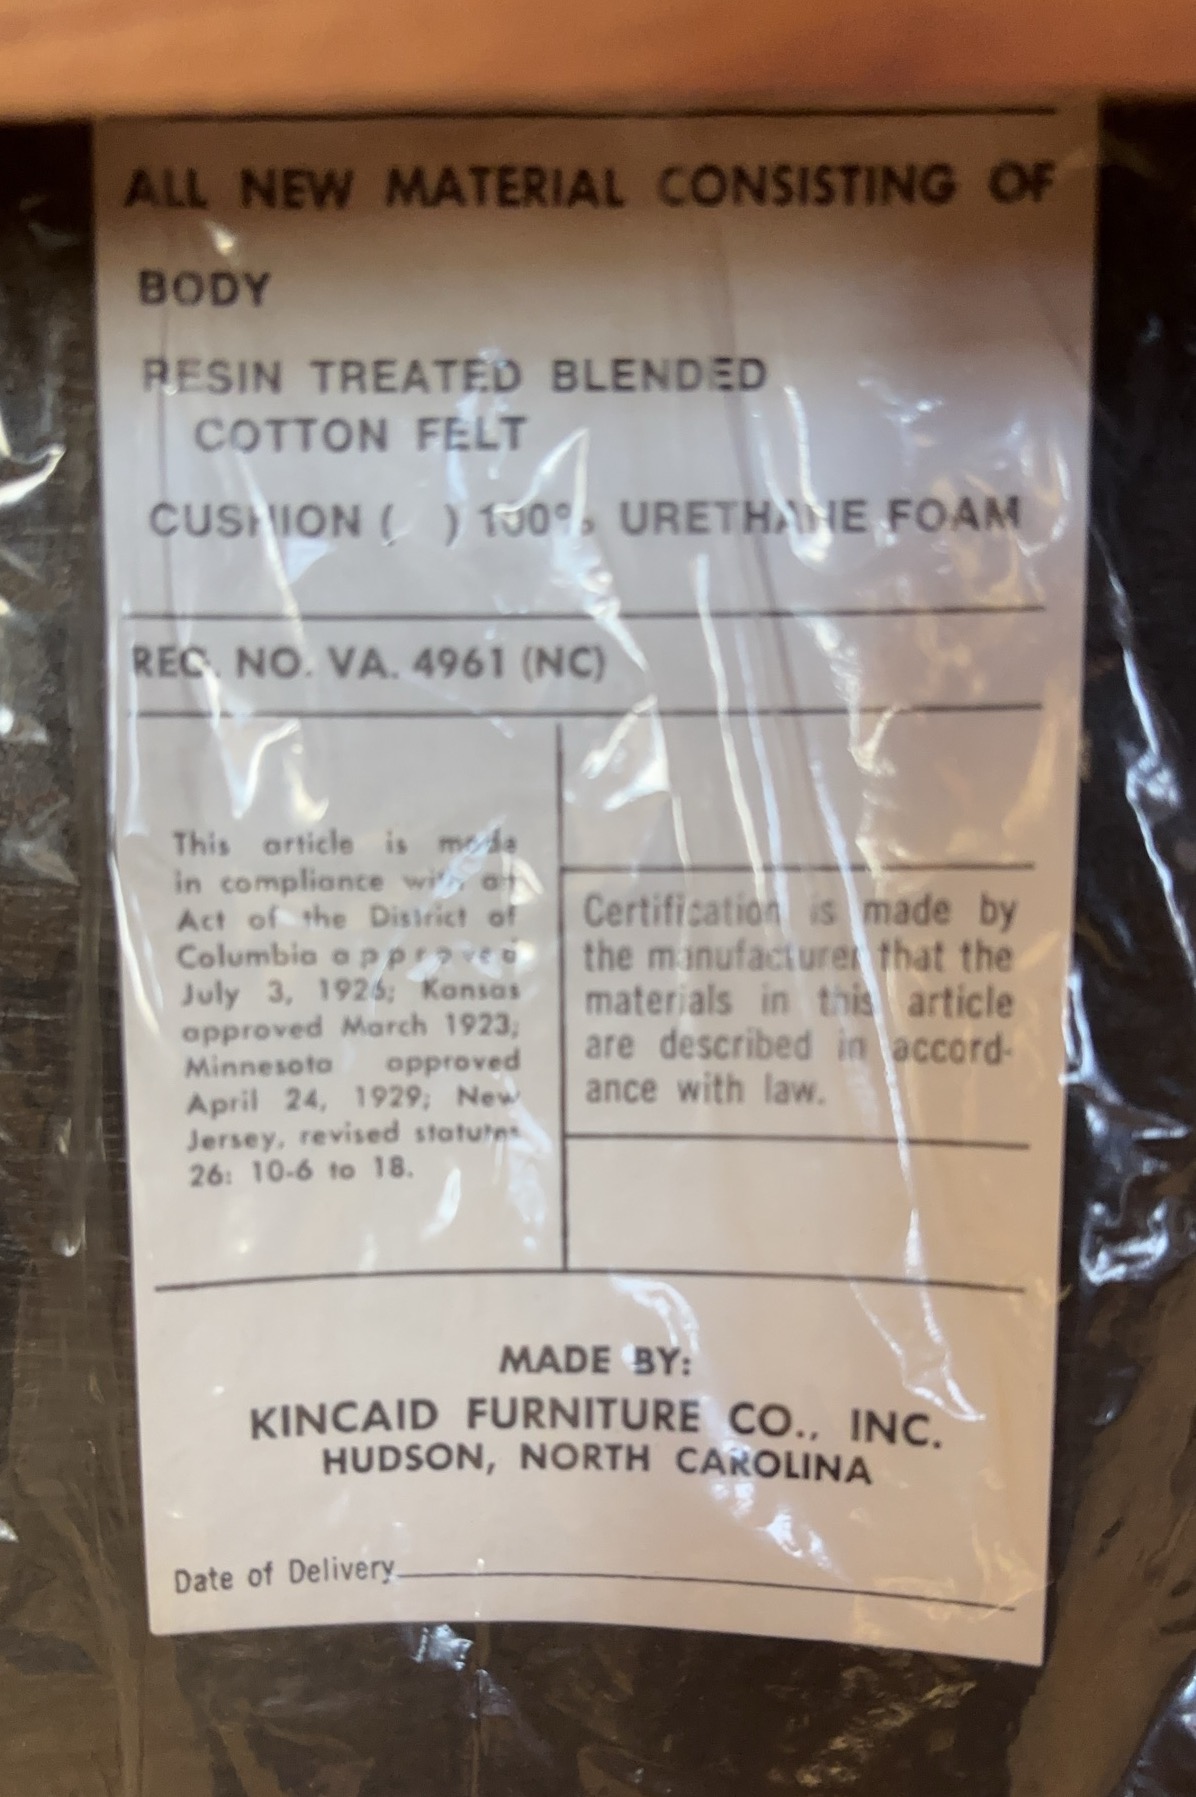 ALL NEW MATERIAL CONSISTING OF
BODY
RESIN TREATED BLENDED
COTTON FELT
CUSHION ( ) 100% URETHANE FOAM
REG. NO. VA. 4961 (NC)
This article is made
in compliance with an
Act of the District of
Columbia approved
July 3, 1926; Kansas
approved March 1923;
Minnesota approved
April 24, 1929; New
Jersey, revised statutes
26: 10-6 to 18.
Certification is made by
the manufacturer that the
materials in this article
are described in accord-
ance with law.
MADE BY:
KINCAID FURNITURE CO., INC.
HUDSON, NORTH CAROLINA
Date of Delivery